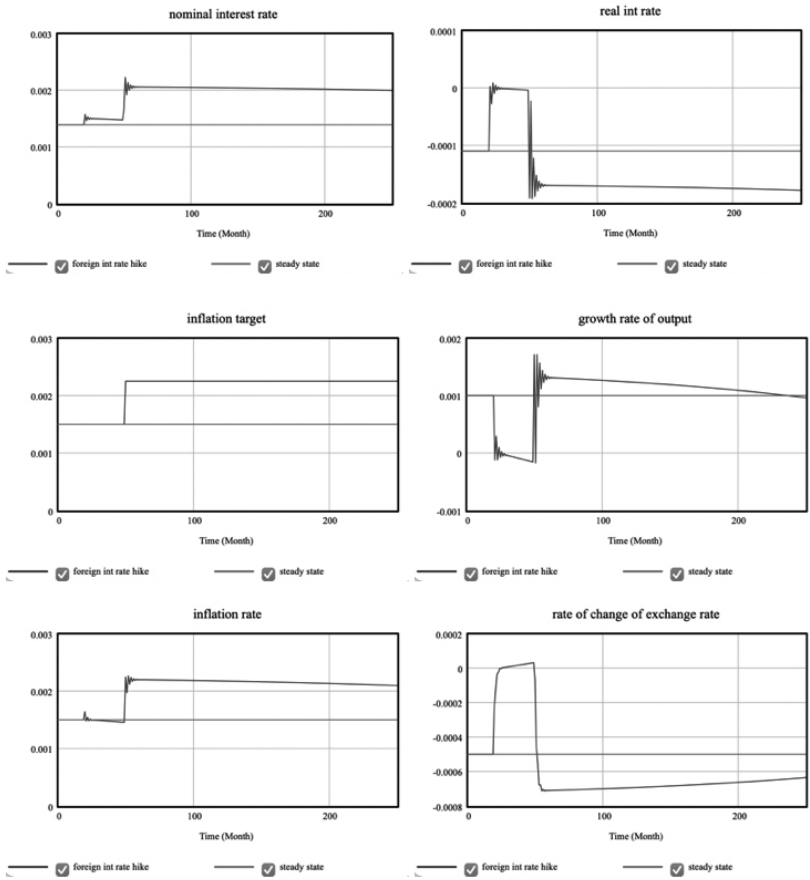 nominal interest rate
0.003
0.002
0.001
0
0 100 200
Time (Month)
foreign int rate hike steady state
real int rate
0.0001
0
-0.0001
-0.0002
0 100 200
Time (Month)
foreign int rate hike steady state
inflation target
0.003
0.002
0.001
0
0 100 200
Time (Month)
foreign int rate hike steady state
growth rate of output
0.002
0.001
0
-0.001
0 100 200
Time (Month)
foreign int rate hike steady state
inflation rate
0.003
0.002
0.001
0
0 100 200
Time (Month)
foreign int rate hike steady state
rate of change of exchange rate
0.0002
0
-0.0002
-0.0004
-0.0006
-0.0008
0 100 200
Time (Month)
foreign int rate hike steady state